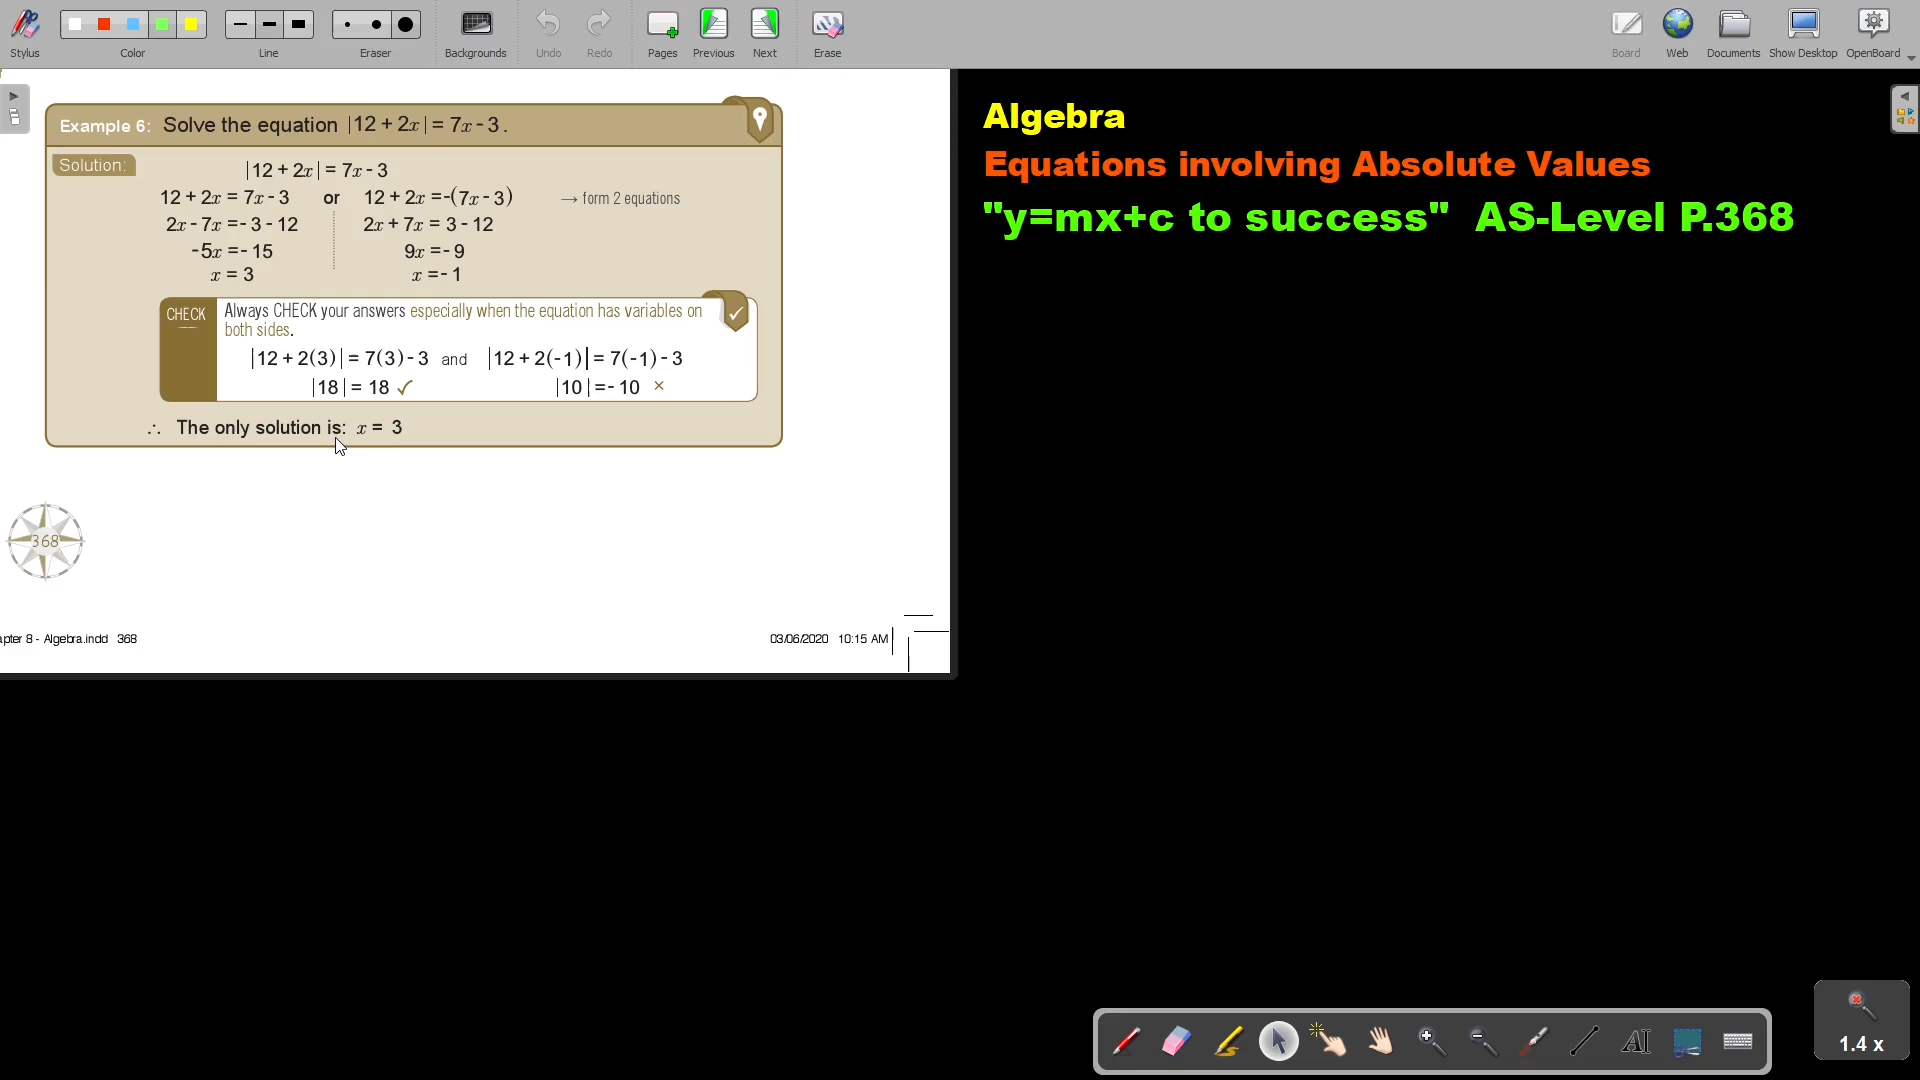 Stylus Color Line Eraser Backgrounds Undo Redo Pages Previous Next Erase Board Web Documents Show Desktop OpenBoard
Example 6: Solve the equation |12 + 2x| = 7x - 3.
Solution:
|12 + 2x| = 7x - 3
12 + 2x = 7x - 3 or 12 + 2x = -(7x - 3) → form 2 equations
2x - 7x = - 3 - 12 2x + 7x = 3 - 12
-5x = - 15 9x = - 9
x = 3 x = - 1
CHECK
Always CHECK your answers especially when the equation has variables on
both sides.
|12 + 2(3)| = 7(3) - 3 and |12 + 2(-1)| = 7(-1) - 3
|18| = 18 ✓ |10| = - 10 ×
∴ The only solution is: x = 3
368
apter 8 - Algebra.indd 368
03/06/2020 10:15 AM
Algebra
Equations involving Absolute Values
"y=mx+c to success" AS-Level P.368
AI
1.4 x